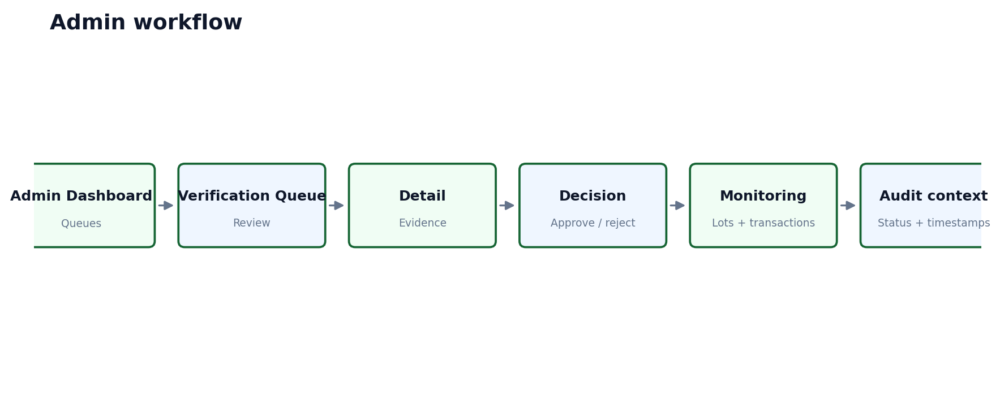 Admin workflow
Admin Dashboard
Queues
Verification Queue
Review
Detail
Evidence
Decision
Approve / reject
Monitoring
Lots + transactions
Audit context
Status + timestamps